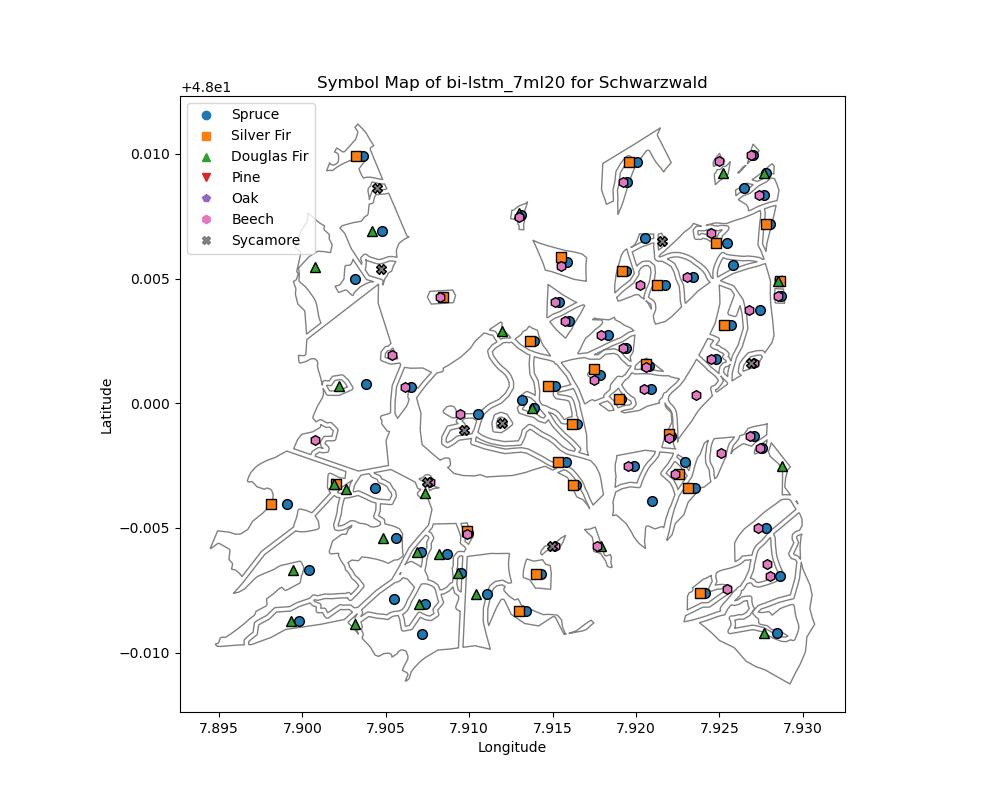 Symbol Map of bi-lstm_7ml20 for Schwarzwald
+4.8e1
Spruce
Silver Fir
Douglas Fir
Pine
Oak
Beech
Sycamore
0.010
0.005
0.000
−0.005
−0.010
Latitude
7.895 7.900 7.905 7.910 7.915 7.920 7.925 7.930
Longitude